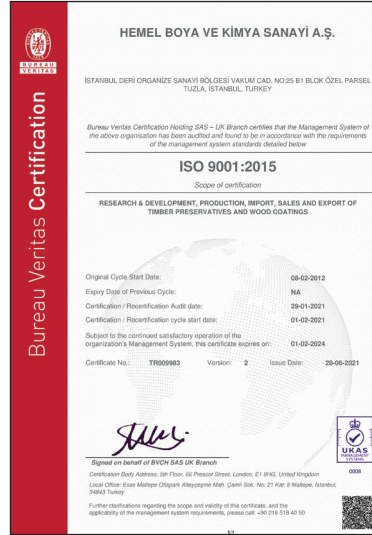 BUREAU
VERITAS
Bureau Veritas Certification
HEMEL BOYA VE KİMYA SANAYİ A.Ş.
İSTANBUL DERİ ORGANİZE SANAYİ BÖLGESİ VAKUM CAD. NO:25 B1 BLOK ÖZEL PARSEL
TUZLA, İSTANBUL, TURKEY
Bureau Veritas Certification Holding SAS – UK Branch certifies that the Management System of
the above organisation has been audited and found to be in accordance with the requirements
of the management system standards detailed below
ISO 9001:2015
Scope of certification
RESEARCH & DEVELOPMENT, PRODUCTION, IMPORT, SALES AND EXPORT OF
TIMBER PRESERVATIVES AND WOOD COATINGS
Original Cycle Start Date: 08-02-2012
Expiry Date of Previous Cycle: NA
Certification / Recertification Audit date: 29-01-2021
Certification / Recertification cycle start date: 01-02-2021
Subject to the continued satisfactory operation of the
organization's Management System, this certificate expires on: 01-02-2024
Certificate No.: TR009983 Version: 2 Issue Date: 28-06-2021
Signed on behalf of BVCH SAS UK Branch
UKAS
MANAGEMENT
SYSTEMS
0008
Certification Body Address: 5th Floor, 66 Prescot Street, London, E1 8HG, United Kingdom
Local Office: Esas Maltepe Ofispark Altayçeşme Mah. Çamlı Sok. No: 21 Kat: 8 Maltepe, İstanbul,
34843 Turkey
Further clarifications regarding the scope and validity of this certificate, and the
applicability of the management system requirements, please call: +90 216 518 40 50
1/1